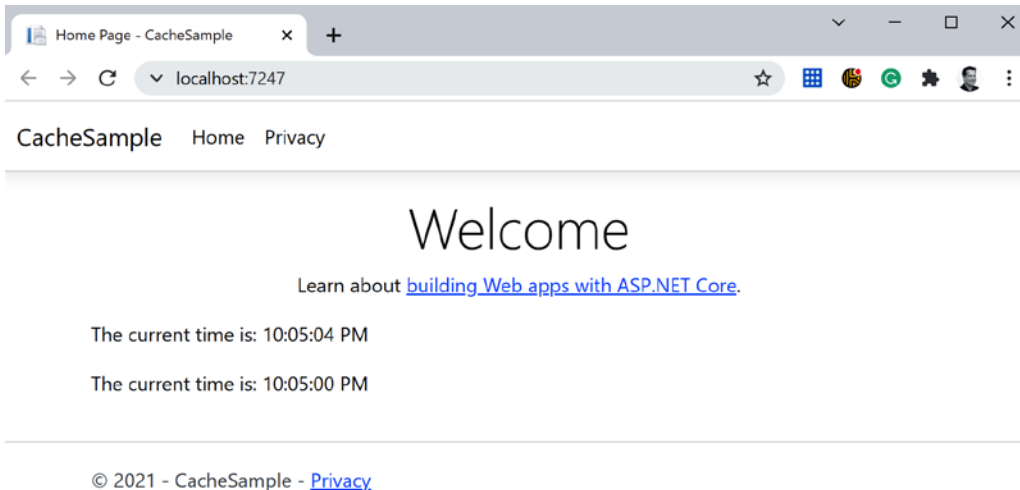 Home Page - CacheSample
localhost:7247
CacheSample Home Privacy
Welcome
Learn about building Web apps with ASP.NET Core.
The current time is: 10:05:04 PM
The current time is: 10:05:00 PM
© 2021 - CacheSample - Privacy